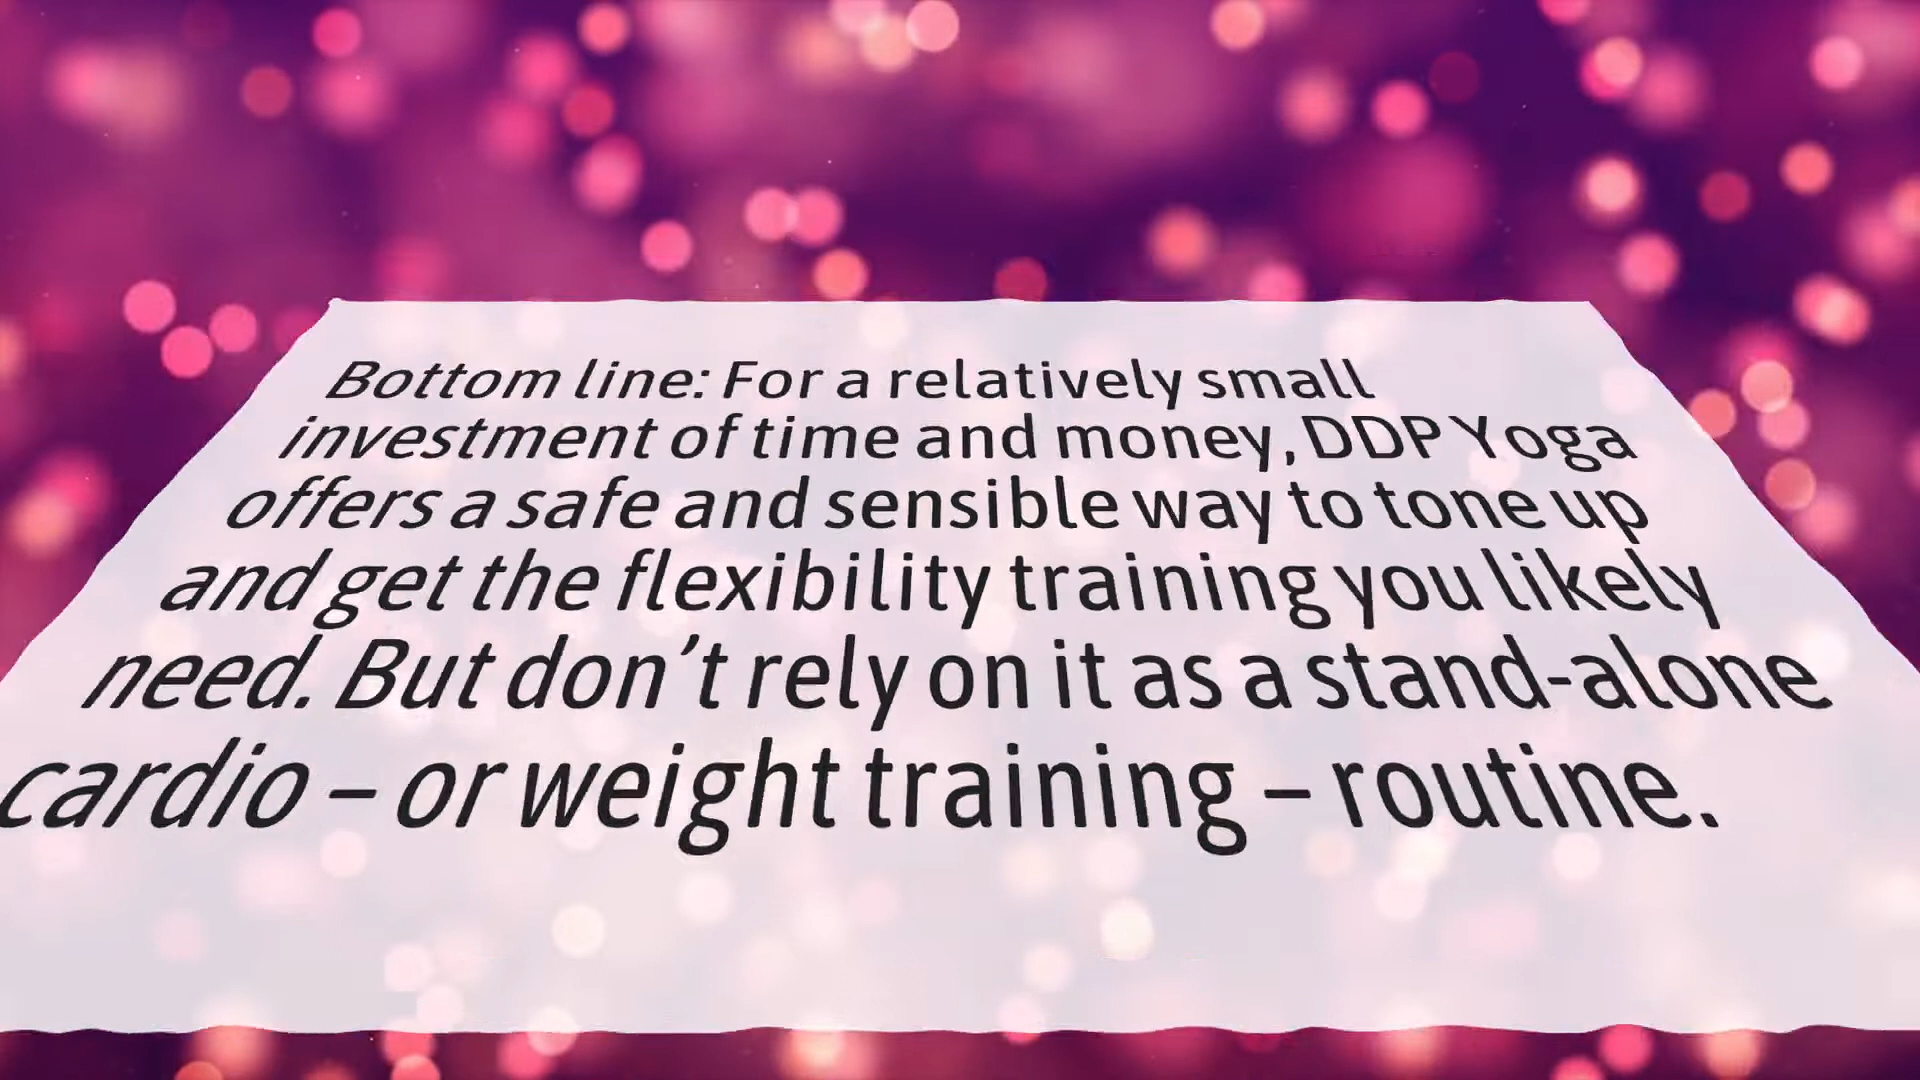 Bottom line: For a relatively small
investment of time and money, DDP Yoga
offers a safe and sensible way to tone up
and get the flexibility training you likely
need. But don’t rely on it as a stand-alone
cardio – or weight training – routine.